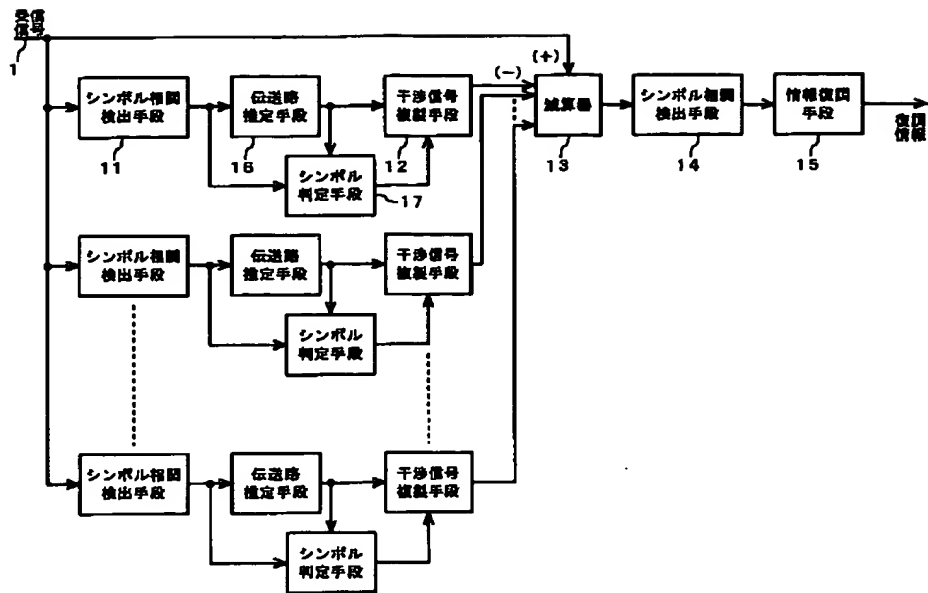 受信
信号
1
シンボル相関
検出手段
11
伝送路
推定手段
16
干渉信号
複製手段
12
シンボル
判定手段
17
(-)
(+)
減算器
13
シンボル相関
検出手段
14
情報復調
手段
15
復調
情報
シンボル相関
検出手段
伝送路
推定手段
干渉信号
複製手段
シンボル
判定手段
シンボル相関
検出手段
伝送路
推定手段
干渉信号
複製手段
シンボル
判定手段